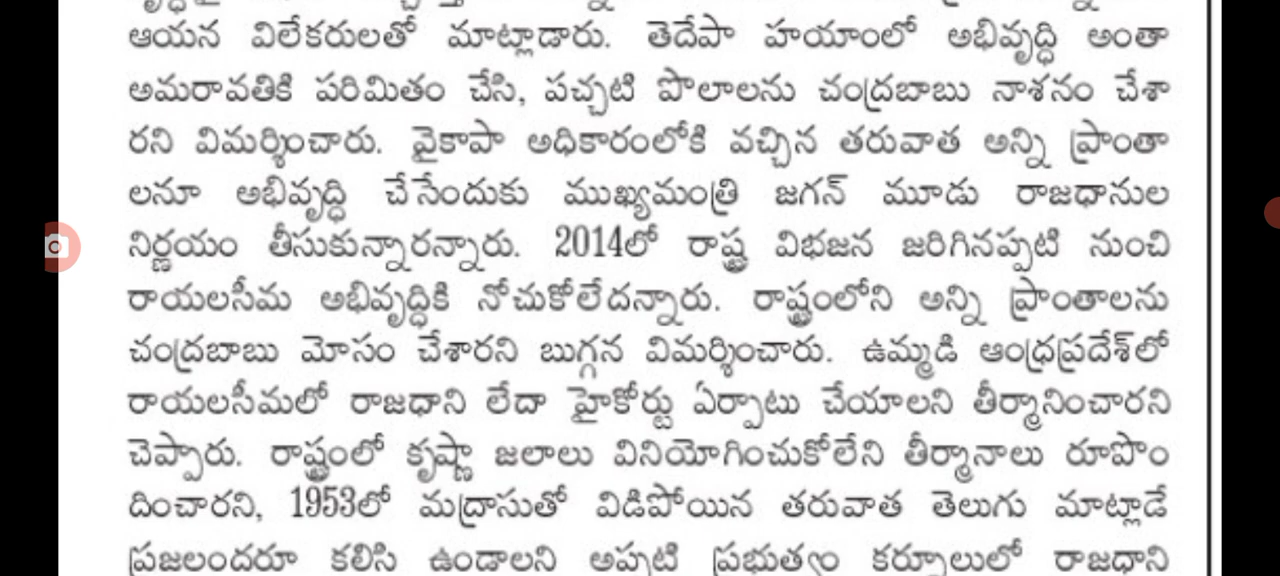 ఆయన విలేకరులతో మాట్లాడారు. తెదేపా హయాంలో అభివృద్ధి అంతా
అమరావతికి పరిమితం చేసి, పచ్చటి పొలాలను చంద్రబాబు నాశనం చేశా
రని విమర్శించారు. వైకాపా అధికారంలోకి వచ్చిన తరువాత అన్ని ప్రాంతా
లనూ అభివృద్ధి చేసేందుకు ముఖ్యమంత్రి జగన్ మూడు రాజధానుల
నిర్ణయం తీసుకున్నారన్నారు. 2014లో రాష్ట్ర విభజన జరిగినప్పటి నుంచి
రాయలసీమ అభివృద్ధికి నోచుకోలేదన్నారు. రాష్ట్రంలోని అన్ని ప్రాంతాలను
చంద్రబాబు మోసం చేశారని బుగ్గన విమర్శించారు. ఉమ్మడి ఆంధ్రప్రదేశ్‌లో
రాయలసీమలో రాజధాని లేదా హైకోర్టు ఏర్పాటు చేయాలని తీర్మానించారని
చెప్పారు. రాష్ట్రంలో కృష్ణా జలాలు వినియోగించుకోలేని తీర్మానాలు రూపొం
దించారని, 1953లో మద్రాసుతో విడిపోయిన తరువాత తెలుగు మాట్లాడే
ప్రజలందరూ కలిసి ఉండాలని అప్పటి ప్రభుత్వం కర్నూలులో రాజధాని